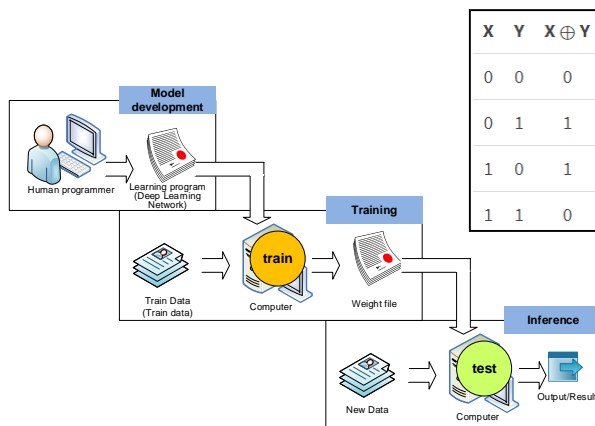 X Y X ⊕ Y
0 0 0
0 1 1
1 0 1
1 1 0
Model
development
Human programmer
Learning program
(Deep Learning
Network)
Training
train
Train Data
(Train data)
Computer
Weight file
Inference
test
New Data
Computer
Output/Result